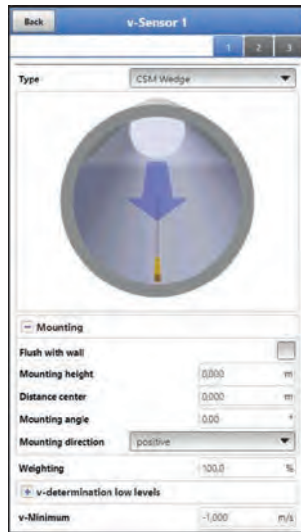 Back v-Sensor 1
1 2 3
Type CSM Wedge
Mounting
Flush with wall
Mounting height 0,000 m
Distance center 0,000 m
Mounting angle 0,00 °
Mounting direction positive
Weighting 100,0 %
v-determination low levels
v-Minimum -1,000 m/s